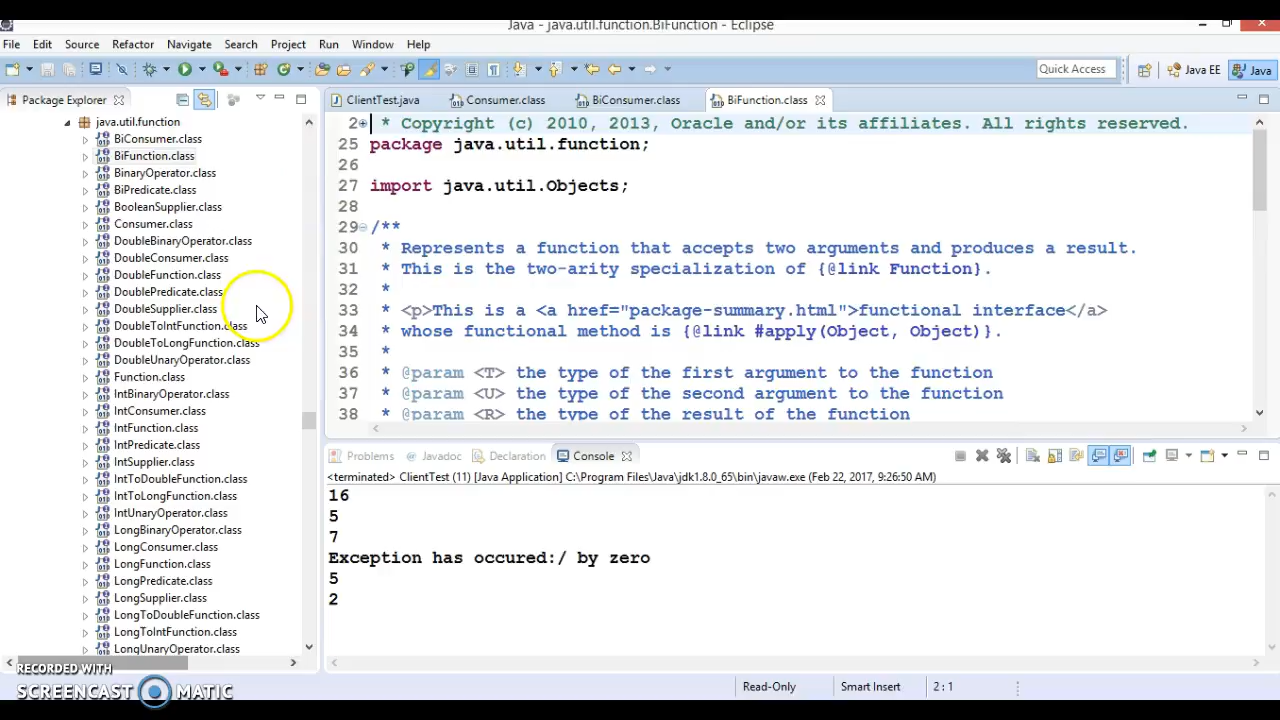 Java - java.util.function.BiFunction - Eclipse
File Edit Source Refactor Navigate Search Project Run Window Help
Quick Access Java EE Java
Package Explorer
java.util.function
BiConsumer.class
BiFunction.class
BinaryOperator.class
BiPredicate.class
BooleanSupplier.class
Consumer.class
DoubleBinaryOperator.class
DoubleConsumer.class
DoubleFunction.class
DoublePredicate.class
DoubleSupplier.class
DoubleToIntFunction.class
DoubleToLongFunction.class
DoubleUnaryOperator.class
Function.class
IntBinaryOperator.class
IntConsumer.class
IntFunction.class
IntPredicate.class
IntSupplier.class
IntToDoubleFunction.class
IntToLongFunction.class
IntUnaryOperator.class
LongBinaryOperator.class
LongConsumer.class
LongFunction.class
LongPredicate.class
LongSupplier.class
LongToDoubleFunction.class
LongToIntFunction.class
LongUnaryOperator.class
ClientTest.java Consumer.class BiConsumer.class BiFunction.class
2 * Copyright (c) 2010, 2013, Oracle and/or its affiliates. All rights reserved.
25 package java.util.function;
26
27 import java.util.Objects;
28
29 /**
30 * Represents a function that accepts two arguments and produces a result.
31 * This is the two-arity specialization of {@link Function}.
32 *
33 * <p>This is a <a href="package-summary.html">functional interface</a>
34 * whose functional method is {@link #apply(Object, Object)}.
35 *
36 * @param <T> the type of the first argument to the function
37 * @param <U> the type of the second argument to the function
38 * @param <R> the type of the result of the function
Problems Javadoc Declaration Console
<terminated> ClientTest (11) [Java Application] C:\Program Files\Java\jdk1.8.0_65\bin\javaw.exe (Feb 22, 2017, 9:26:50 AM)
16
5
7
Exception has occured:/ by zero
5
2
Read-Only Smart Insert 2 : 1
RECORDED WITH
SCREENCAST MATIC